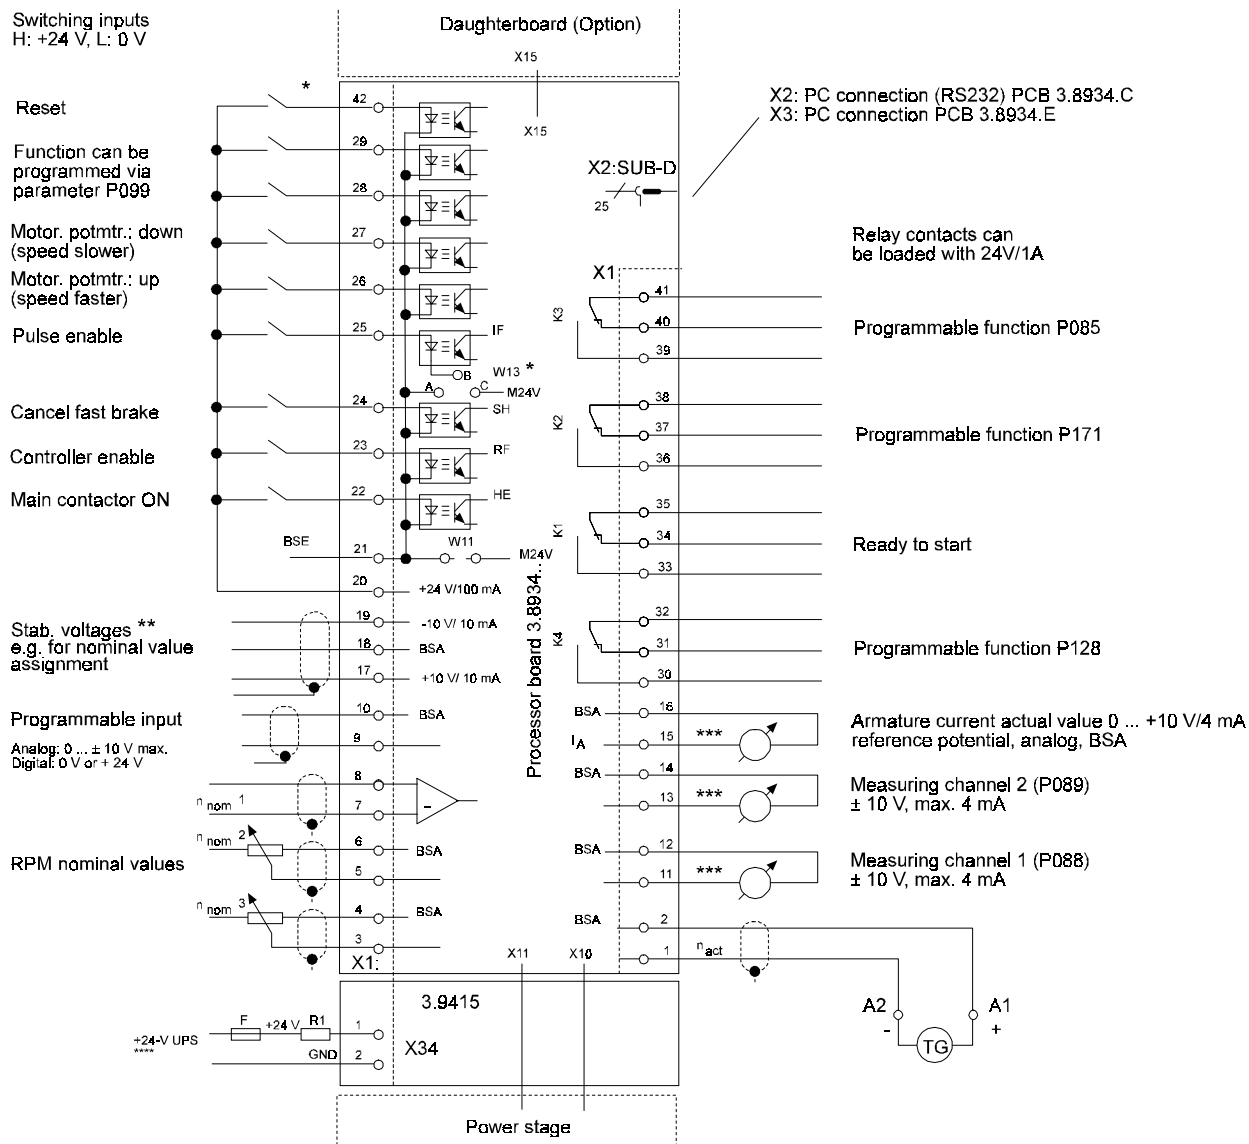 Switching inputs
H: +24 V, L: 0 V
Daughterboard (Option)
X15
X15
X2: PC connection (RS232) PCB 3.8934.C
X3: PC connection PCB 3.8934.E
X2:SUB-D
25
Reset
*
42
Function can be
programmed via
parameter P099
29
28
Motor. potmtr.: down
(speed slower)
27
Motor. potmtr.: up
(speed faster)
26
Pulse enable
25
IF
B
W13 *
A
C
M24V
Cancel fast brake
24
SH
Controller enable
23
RF
Main contactor ON
22
HE
BSE
21
W11
M24V
20
+24 V/100 mA
Stab. voltages **
e.g. for nominal value
assignment
19
-10 V/ 10 mA
18
BSA
17
+10 V/ 10 mA
Programmable input
Analog: 0 ... ± 10 V max.
Digital: 0 V or + 24 V
10
BSA
9
8
n nom 1
7
-
RPM nominal values
n nom 2
6
BSA
5
n nom 3
4
BSA
3
X1:
Processor board 3.8934..
Relay contacts can
be loaded with 24V/1A
X1
K3
41
40
39
Programmable function P085
K2
38
37
36
Programmable function P171
K1
35
34
33
Ready to start
K4
32
31
30
Programmable function P128
BSA
16
IA
15
***
Armature current actual value 0 ... +10 V/4 mA
reference potential, analog, BSA
BSA
14
13
***
Measuring channel 2 (P089)
± 10 V, max. 4 mA
BSA
12
11
***
Measuring channel 1 (P088)
± 10 V, max. 4 mA
BSA
2
1
n act
X11
X10
A2
-
A1
+
TG
3.9415
X34
+24-V UPS
****
F
+24 V
R1
1
GND
2
Power stage